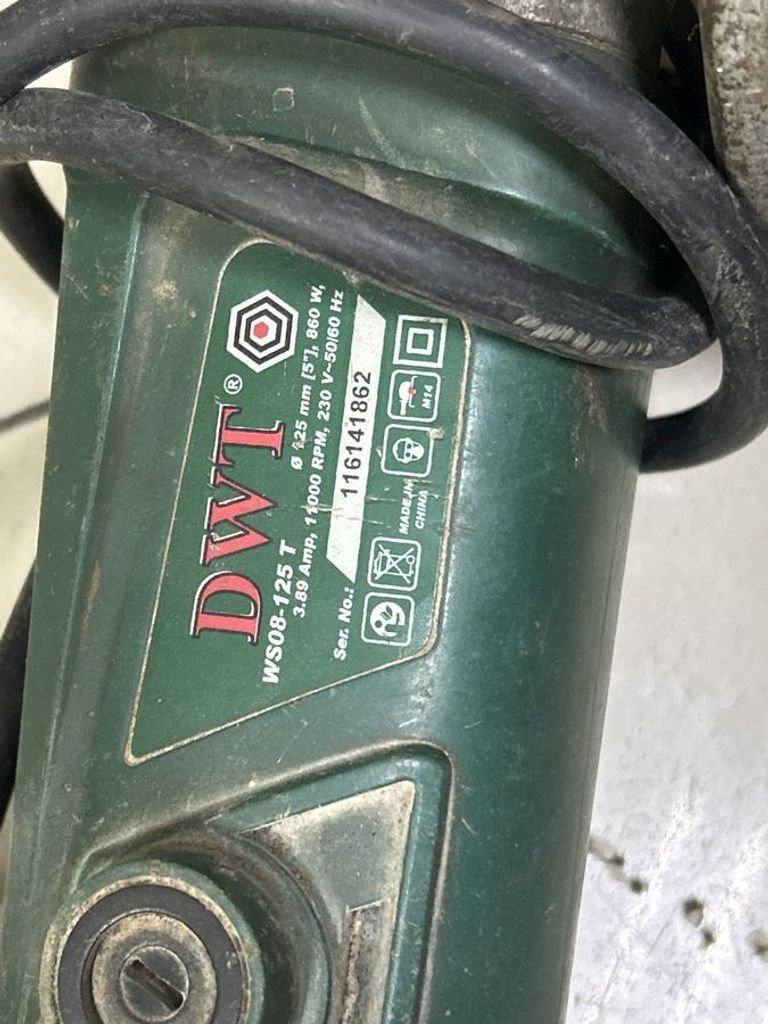 DWT®
WS08-125 T
Ø 125 mm [5"], 860 W,
3.89 Amp, 11000 RPM, 230 V~50/60 Hz
Ser. No.: 116141862
MADE IN
CHINA
M14